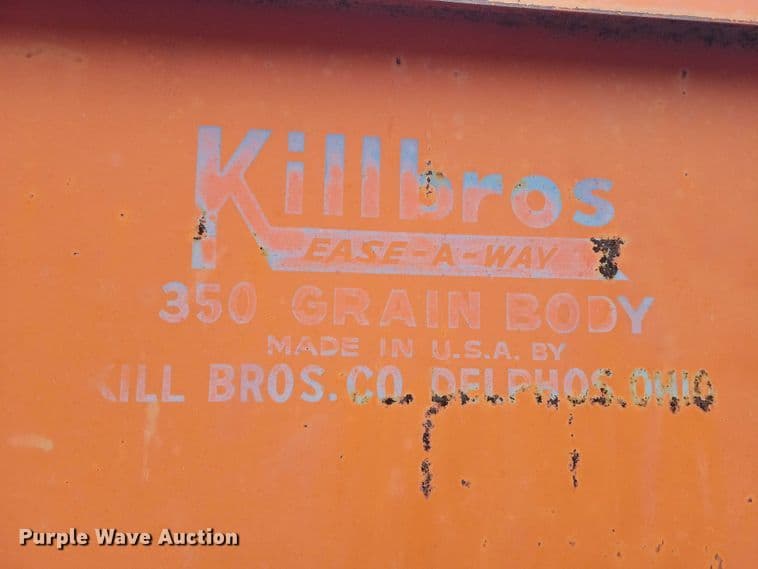 Killbros
EASE-A-WAY
350 GRAIN BODY
MADE IN U.S.A. BY
KILL BROS. CO. DELPHOS, OHIO
Purple Wave Auction